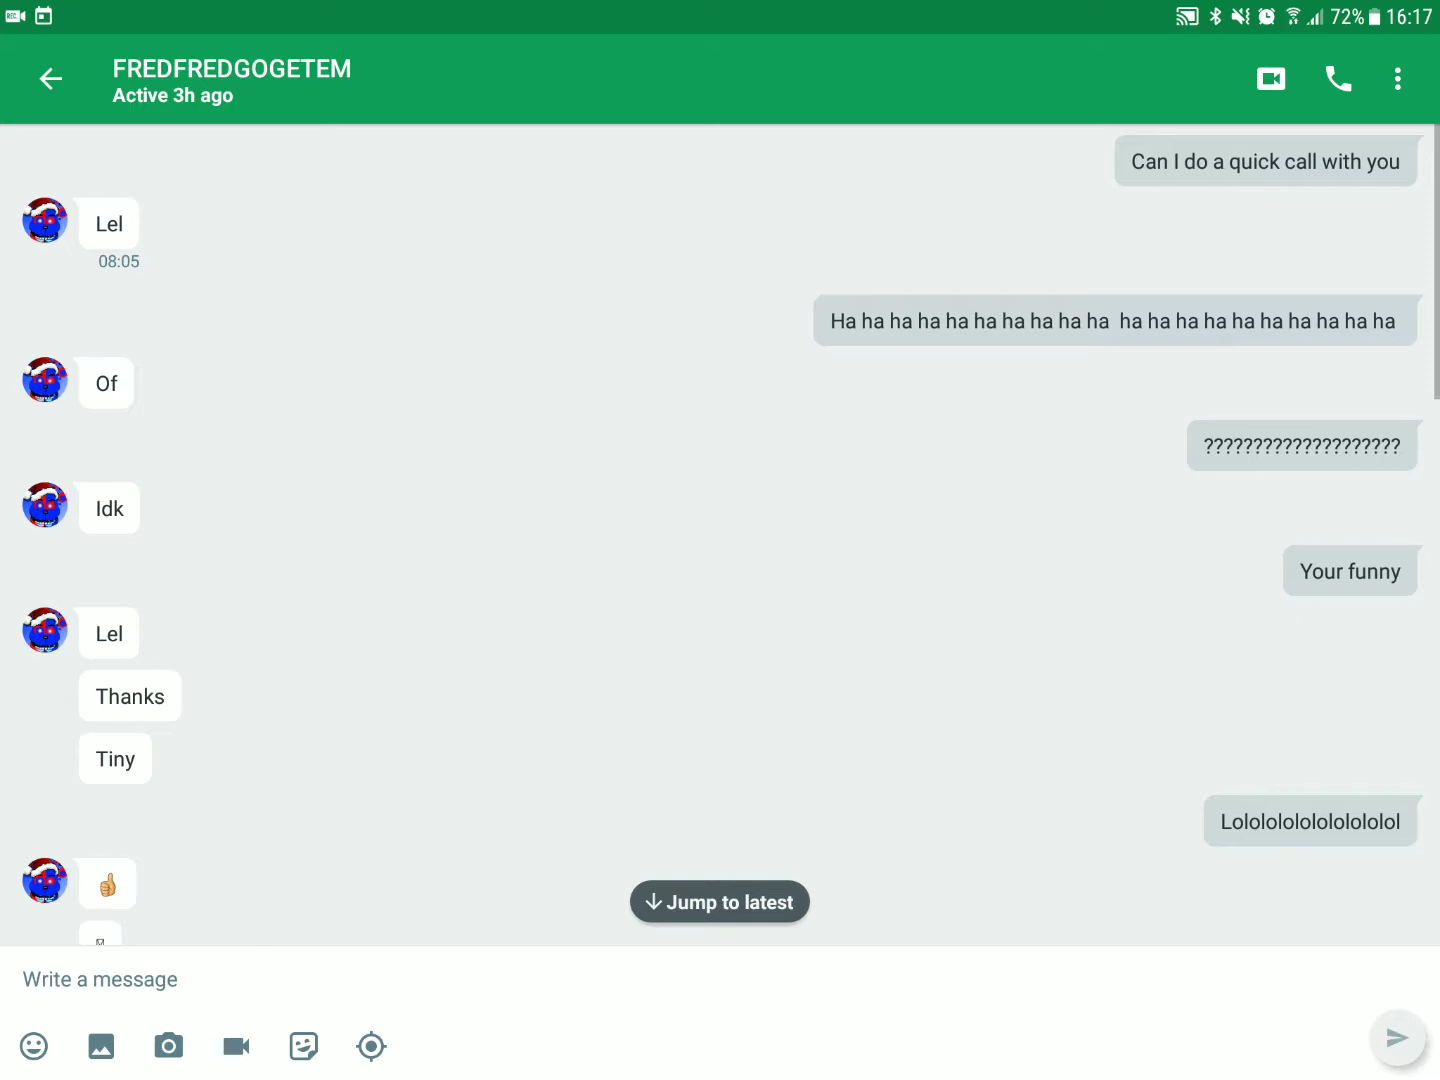 REC
72% 16:17
FREDFREDGOGETEM
Active 3h ago
Can I do a quick call with you
Lel
08:05
Ha ha ha ha ha ha ha ha ha ha  ha ha ha ha ha ha ha ha ha ha
Of
????????????????????
Idk
Your funny
Lel
Thanks
Tiny
Lolololololololololol
👍🏼
Jump to latest
Write a message